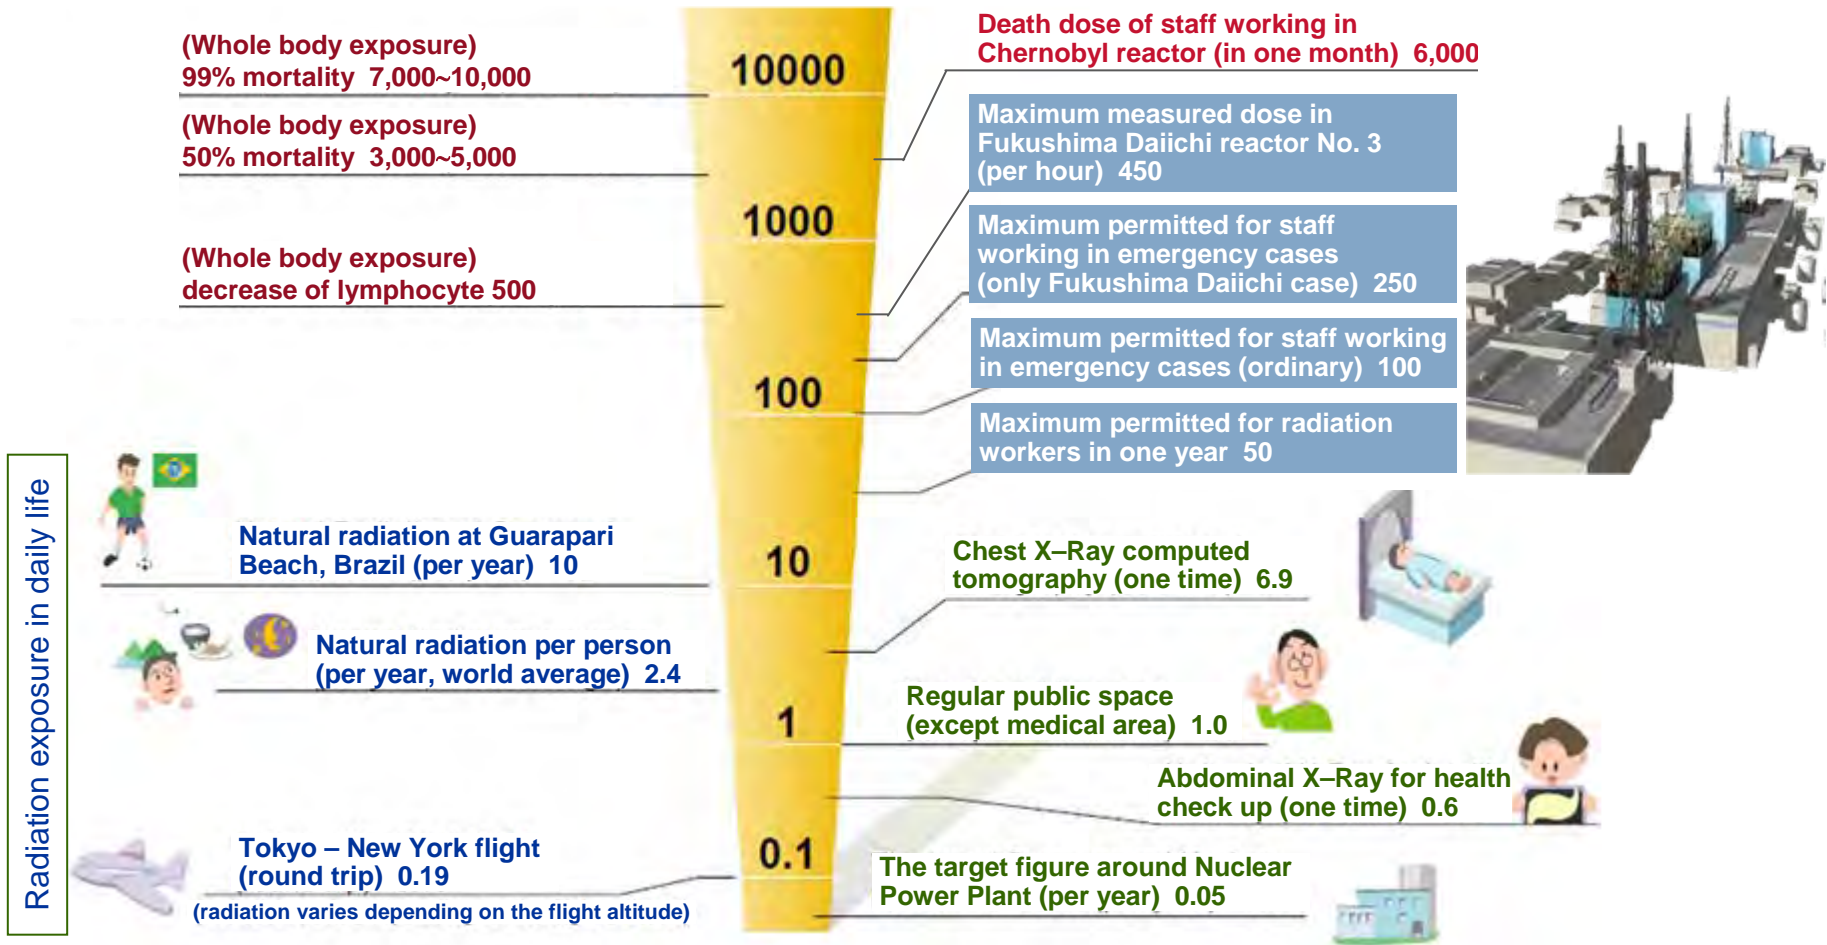 (Whole body exposure)
99% mortality  7,000~10,000
(Whole body exposure)
50% mortality  3,000~5,000
(Whole body exposure)
decrease of lymphocyte 500
10000
1000
100
10
1
0.1
Death dose of staff working in
Chernobyl reactor (in one month)  6,000
Maximum measured dose in
Fukushima Daiichi reactor No. 3
(per hour)  450
Maximum permitted for staff
working in emergency cases
(only Fukushima Daiichi case)  250
Maximum permitted for staff working
in emergency cases (ordinary)  100
Maximum permitted for radiation
workers in one year  50
Radiation exposure in daily life
Natural radiation at Guarapari
Beach, Brazil (per year)  10
Natural radiation per person
(per year, world average)  2.4
Tokyo – New York flight
(round trip)  0.19
(radiation varies depending on the flight altitude)
Chest X–Ray computed
tomography (one time)  6.9
Regular public space
(except medical area)  1.0
Abdominal X–Ray for health
check up (one time)  0.6
The target figure around Nuclear
Power Plant (per year)  0.05